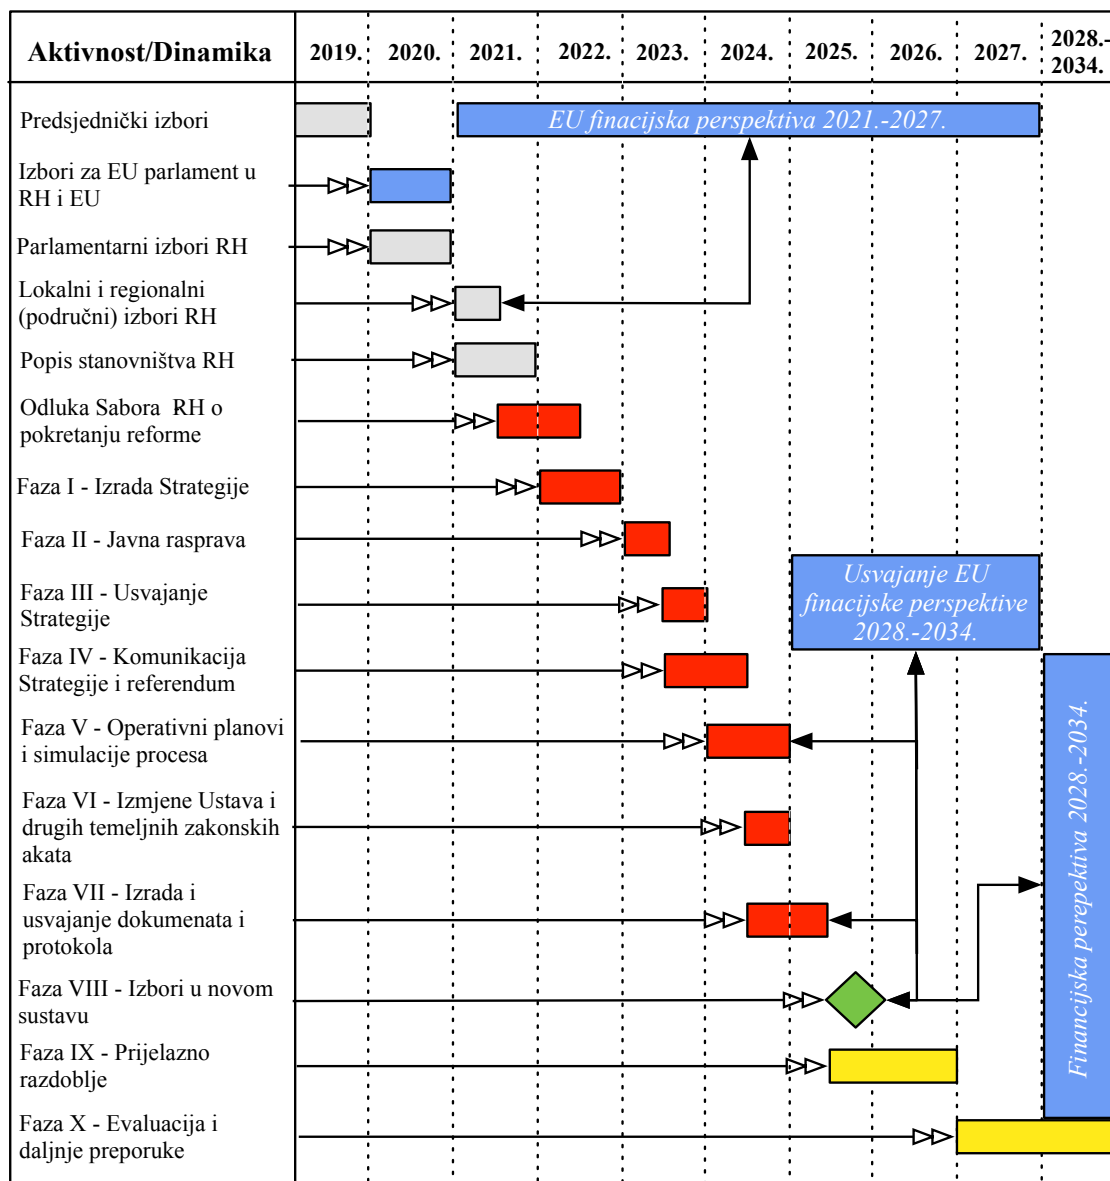 Aktivnost/Dinamika
2019.
2020.
2021.
2022.
2023.
2024.
2025.
2026.
2027.
2028.-
2034.
Predsjednički izbori
EU finacijska perspektiva 2021.-2027.
Izbori za EU parlament u
RH i EU
Parlamentarni izbori RH
Lokalni i regionalni
(područni) izbori RH
Popis stanovništva RH
Odluka Sabora RH o
pokretanju reforme
Faza I - Izrada Strategije
Faza II - Javna rasprava
Usvajanje EU
finacijske perspektive
2028.-2034.
Faza III - Usvajanje
Strategije
Faza IV - Komunikacija
Strategije i referendum
Faza V - Operativni planovi
i simulacije procesa
Faza VI - Izmjene Ustava i
drugih temeljnih zakonskih
akata
Faza VII - Izrada i
usvajanje dokumenata i
protokola
Financijska perepektiva 2028.-2034.
Faza VIII - Izbori u novom
sustavu
Faza IX - Prijelazno
razdoblje
Faza X - Evaluacija i
daljnje preporuke